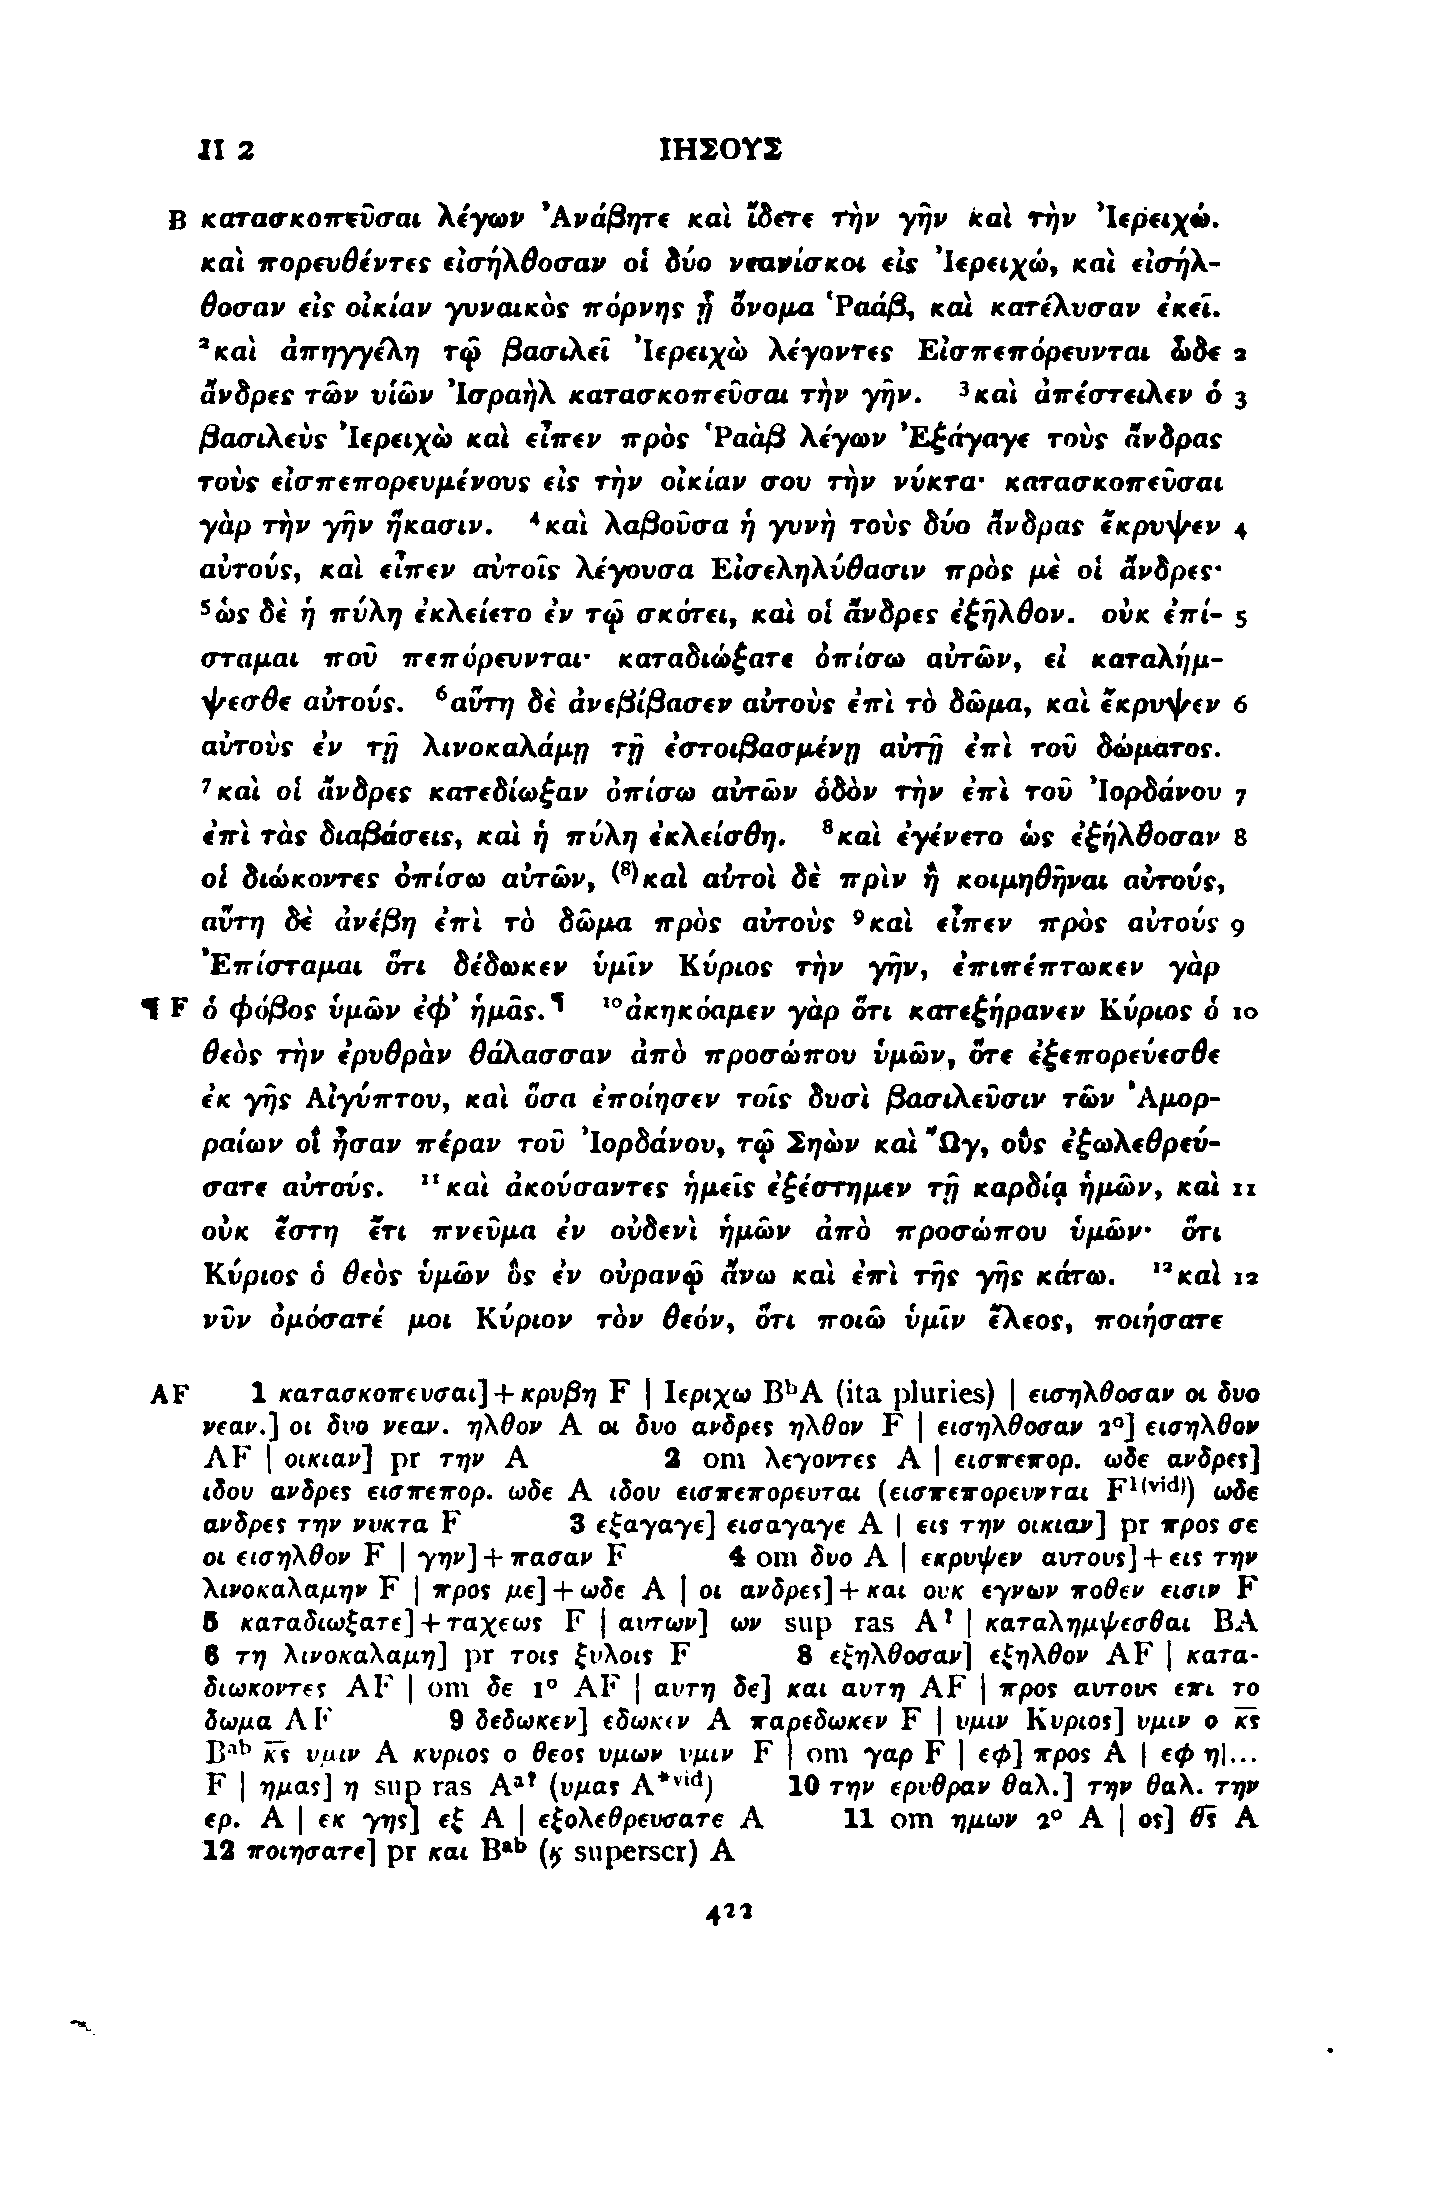 II 2 ΙΗΣΟΥΣ
B κατασκοπεῦσαι λέγων Ἀνάβητε καὶ ἴδετε τὴν γῆν καὶ τὴν Ἰερειχώ.
καὶ πορευθέντες εἰσήλθοσαν οἱ δύο νεανίσκοι εἰς Ἰερειχώ, καὶ εἰσήλ-
θοσαν εἰς οἰκίαν γυναικὸς πόρνης ᾗ ὄνομα Ῥαάβ, καὶ κατέλυσαν ἐκεῖ.
²καὶ ἀπηγγέλη τῷ βασιλεῖ Ἰερειχὼ λέγοντες Εἰσπεπόρευνται ὧδε 2
ἄνδρες τῶν υἱῶν Ἰσραὴλ κατασκοπεῦσαι τὴν γῆν. ³καὶ ἀπέστειλεν ὁ 3
βασιλεὺς Ἰερειχὼ καὶ εἶπεν πρὸς Ῥαὰβ λέγων Ἐξάγαγε τοὺς ἄνδρας
τοὺς εἰσπεπορευμένους εἰς τὴν οἰκίαν σου τὴν νύκτα· κατασκοπεῦσαι
γὰρ τὴν γῆν ἥκασιν. ⁴καὶ λαβοῦσα ἡ γυνὴ τοὺς δύο ἄνδρας ἔκρυψεν 4
αὐτούς, καὶ εἶπεν αὐτοῖς λέγουσα Εἰσεληλύθασιν πρὸς μὲ οἱ ἄνδρες·
⁵ὡς δὲ ἡ πύλη ἐκλείετο ἐν τῷ σκότει, καὶ οἱ ἄνδρες ἐξῆλθον. οὐκ ἐπί- 5
σταμαι ποῦ πεπόρευνται· καταδιώξατε ὀπίσω αὐτῶν, εἰ καταλήμ-
ψεσθε αὐτούς. ⁶αὕτη δὲ ἀνεβίβασεν αὐτοὺς ἐπὶ τὸ δῶμα, καὶ ἔκρυψεν 6
αὐτοὺς ἐν τῇ λινοκαλάμῃ τῇ ἐστοιβασμένῃ αὐτῇ ἐπὶ τοῦ δώματος.
⁷καὶ οἱ ἄνδρες κατεδίωξαν ὀπίσω αὐτῶν ὁδὸν τὴν ἐπὶ τοῦ Ἰορδάνου 7
ἐπὶ τὰς διαβάσεις, καὶ ἡ πύλη ἐκλείσθη. ⁸καὶ ἐγένετο ὡς ἐξήλθοσαν 8
οἱ διώκοντες ὀπίσω αὐτῶν, ⁽⁸⁾καὶ αὐτοὶ δὲ πρὶν ἢ κοιμηθῆναι αὐτούς,
αὕτη δὲ ἀνέβη ἐπὶ τὸ δῶμα πρὸς αὐτοὺς ⁹καὶ εἶπεν πρὸς αὐτούς 9
Ἐπίσταμαι ὅτι δέδωκεν ὑμῖν Κύριος τὴν γῆν, ἐπιπέπτωκεν γὰρ
¶ F ὁ φόβος ὑμῶν ἐφ' ἡμᾶς.¶ ¹⁰ἀκηκόαμεν γὰρ ὅτι κατεξήρανεν Κύριος ὁ 10
θεὸς τὴν ἐρυθρὰν θάλασσαν ἀπὸ προσώπου ὑμῶν, ὅτε ἐξεπορεύεσθε
ἐκ γῆς Αἰγύπτου, καὶ ὅσα ἐποίησεν τοῖς δυσὶ βασιλεῦσιν τῶν Ἀμορ-
ραίων οἳ ἦσαν πέραν τοῦ Ἰορδάνου, τῷ Σηὼν καὶ Ὤγ, οὓς ἐξωλεθρεύ-
σατε αὐτούς. ¹¹καὶ ἀκούσαντες ἡμεῖς ἐξέστημεν τῇ καρδίᾳ ἡμῶν, καὶ 11
οὐκ ἔστη ἔτι πνεῦμα ἐν οὐδενὶ ἡμῶν ἀπὸ προσώπου ὑμῶν· ὅτι
Κύριος ὁ θεὸς ὑμῶν ὃς ἐν οὐρανῷ ἄνω καὶ ἐπὶ τῆς γῆς κάτω. ¹²καὶ 12
νῦν ὀμόσατέ μοι Κύριον τὸν θεόν, ὅτι ποιῶ ὑμῖν ἔλεος, ποιήσατε
AF 1 κατασκοπευσαι]+κρυβη F | Ιεριχω BᵇA (ita pluries) | εισηλθοσαν οι δυο
νεαν.] οι δυο νεαν. ηλθον A οι δυο ανδρες ηλθον F | εισηλθοσαν 2º] εισηλθον
AF | οικιαν] pr την A 2 om λεγοντες A | εισπεπορ. ωδε ανδρες]
ιδου ανδρες εισπεπορ. ωδε A ιδου εισπεπορευται (εισπεπορευνται F¹⁽ᵛⁱᵈ⁾) ωδε
ανδρες την νυκτα F 3 εξαγαγε] εισαγαγε A | εις την οικιαν] pr προς σε
οι εισηλθον F | γην]+πασαν F 4 om δυο A | εκρυψεν αυτους]+εις την
λινοκαλαμην F | προς με]+ωδε A | οι ανδρες]+και ουκ εγνων ποθεν εισιν F
5 καταδιωξατε]+ταχεως F | αυτων] ων sup ras A¹ | καταλημψεσθαι BA
6 τη λινοκαλαμη] pr τοις ξυλοις F 8 εξηλθοσαν] εξηλθον AF | κατα-
διωκοντες AF | om δε 1º AF | αυτη δε] και αυτη AF | προς αυτους επι το
δωμα AF 9 δεδωκεν] εδωκεν A παρεδωκεν F | υμιν Κυριος] υμιν ο κ̅ς̅
Bᵃᵇ κ̅ς̅ υμιν A κυριος ο θεος υμων υμιν F | om γαρ F | εφ] προς A | εφ η|...
F | ημας] η sup ras Aᵃ? (υμας A*ᵛⁱᵈ) 10 την ερυθραν θαλ.] την θαλ. την
ερ. A | εκ γης] εξ A | εξολεθρευσατε A 11 om ημων 2º A | ος] θ̅ς̅ A
12 ποιησατε] pr και Bᵃᵇ (ϗ superscr) A
422